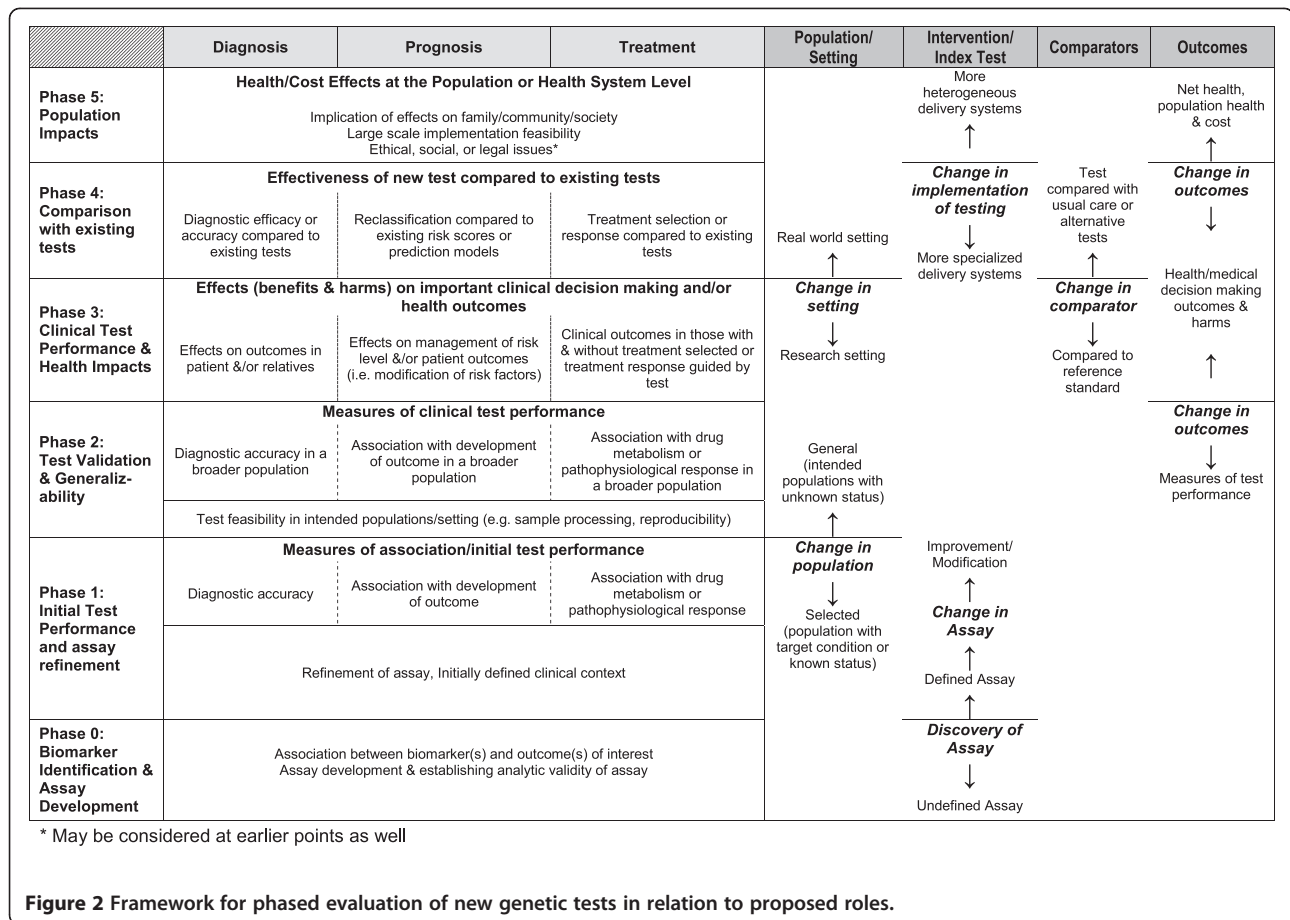 Diagnosis
Prognosis
Treatment
Population/
Setting
Intervention/
Index Test
Comparators
Outcomes
Phase 5:
Population
Impacts
Health/Cost Effects at the Population or Health System Level
Implication of effects on family/community/society
Large scale implementation feasibility
Ethical, social, or legal issues*
More
heterogeneous
delivery systems
↑
Net health,
population health
& cost
↑
Phase 4:
Comparison
with existing
tests
Effectiveness of new test compared to existing tests
Diagnostic efficacy or
accuracy compared to
existing tests
Reclassification compared to
existing risk scores or
prediction models
Treatment selection or
response compared to existing
tests
Real world setting
↑
Change in
implementation
of testing
↓
More specialized
delivery systems
Test
compared with
usual care or
alternative
tests
↑
Change in
outcomes
↓
Health/medical
decision making
outcomes &
harms
↑
Phase 3:
Clinical Test
Performance &
Health Impacts
Effects (benefits & harms) on important clinical decision making and/or
health outcomes
Effects on outcomes in
patient &/or relatives
Effects on management of risk
level &/or patient outcomes
(i.e. modification of risk factors)
Clinical outcomes in those with
& without treatment selected or
treatment response guided by
test
Change in
setting
↓
Research setting
Change in
comparator
↓
Compared to
reference
standard
Phase 2:
Test Validation
& Generaliz-
ability
Measures of clinical test performance
Diagnostic accuracy in a
broader population
Association with development
of outcome in a broader
population
Association with drug
metabolism or
pathophysiological response in
a broader population
Test feasibility in intended populations/setting (e.g. sample processing, reproducibility)
General
(intended
populations with
unknown status)
↑
Change in
outcomes
↓
Measures of test
performance
Phase 1:
Initial Test
Performance
and assay
refinement
Measures of association/initial test performance
Diagnostic accuracy
Association with development
of outcome
Association with drug
metabolism or
pathophysiological response
Refinement of assay, Initially defined clinical context
Change in
population
↓
Selected
(population with
target condition or
known status)
Improvement/
Modification
↑
Change in
Assay
↑
Defined Assay
↑
Phase 0:
Biomarker
Identification &
Assay
Development
Association between biomarker(s) and outcome(s) of interest
Assay development & establishing analytic validity of assay
Discovery of
Assay
↓
Undefined Assay
* May be considered at earlier points as well
Figure 2 Framework for phased evaluation of new genetic tests in relation to proposed roles.